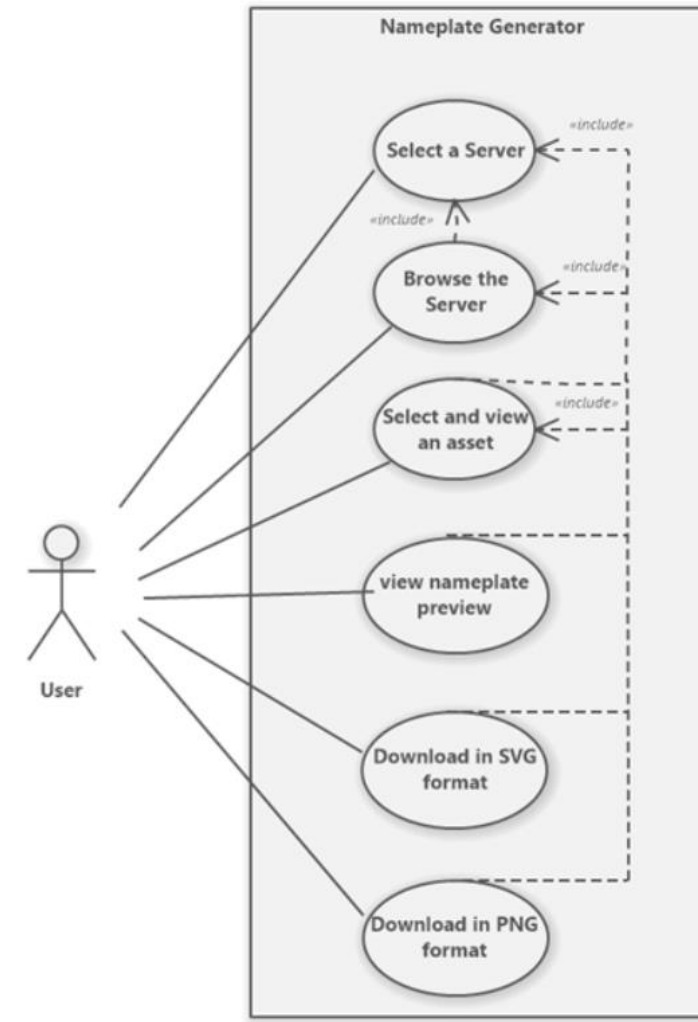 Nameplate Generator
«include»
Select a Server
«include»
«include»
Browse the
Server
«include»
Select and view
an asset
view nameplate
preview
User
Download in SVG
format
Download in PNG
format